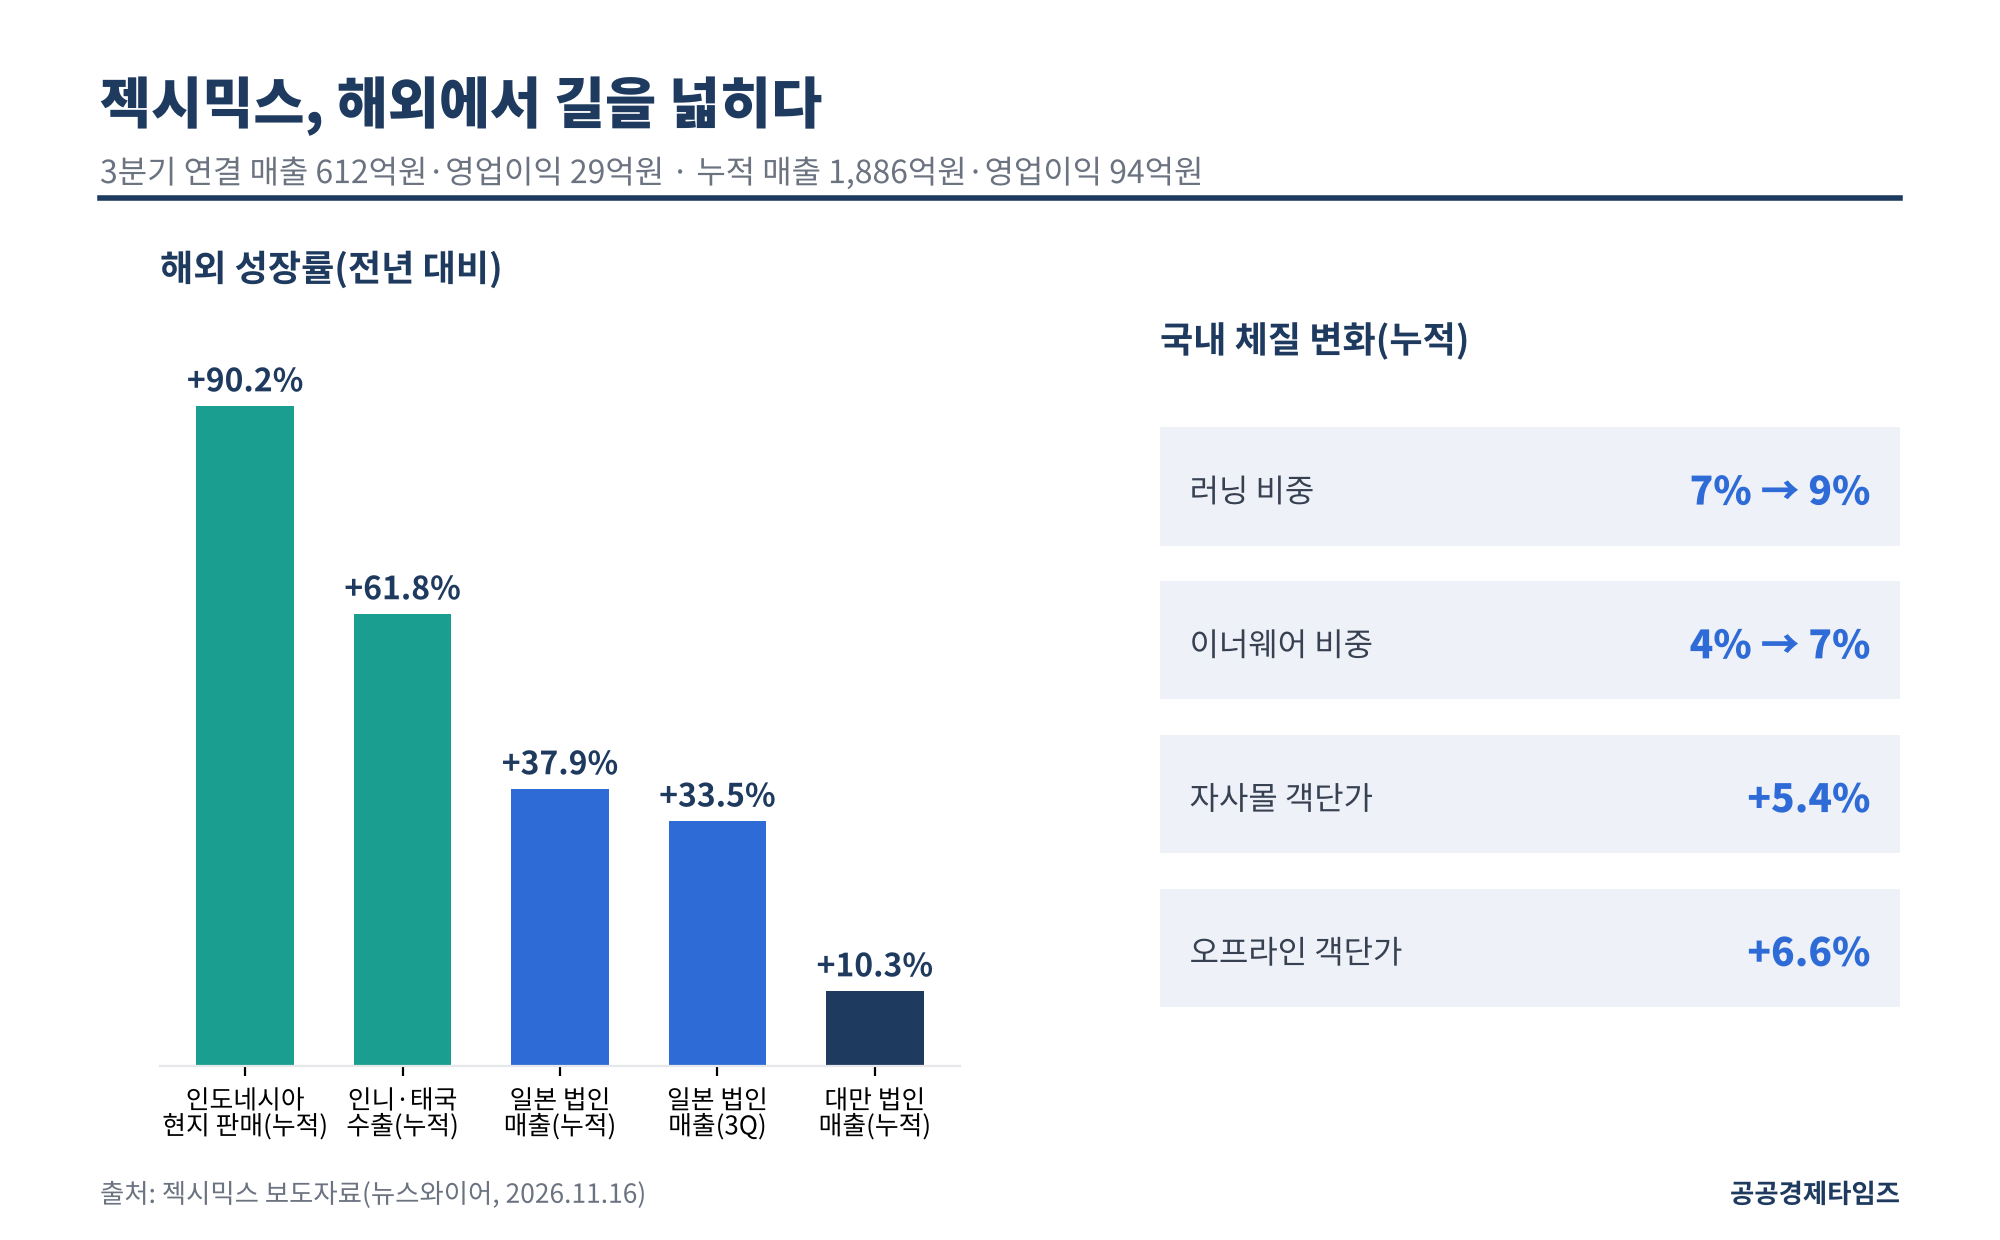 젝시믹스, 해외에서 길을 넓히다
3분기 연결 매출 612억원·영업이익 29억원 · 누적 매출 1,886억원·영업이익 94억원
해외 성장률(전년 대비)
+90.2%
+61.8%
+37.9%
+33.5%
+10.3%
인도네시아
현지 판매(누적)
인니·태국
수출(누적)
일본 법인
매출(누적)
일본 법인
매출(3Q)
대만 법인
매출(누적)
국내 체질 변화(누적)
러닝 비중 7% → 9%
이너웨어 비중 4% → 7%
자사몰 객단가 +5.4%
오프라인 객단가 +6.6%
출처: 젝시믹스 보도자료(뉴스와이어, 2026.11.16)
공공경제타임즈